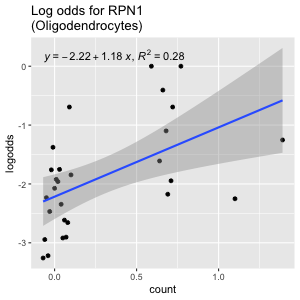 Log odds for RPN1
(Oligodendrocytes)
y = −2.22 + 1.18 x, R² = 0.28
0
-1
-2
-3
logodds
0.0 0.5 1.0
count